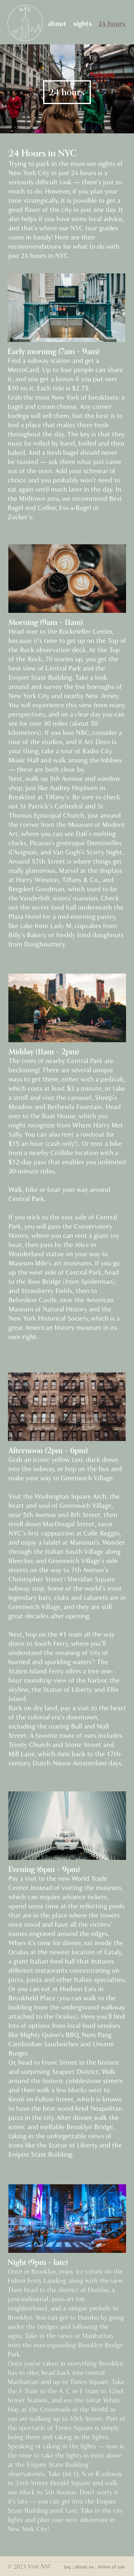 NYC
about sights 24 hours
24 hours
24 Hours in NYC
Trying to pack in the must-see sights of
New York City in just 24 hours is a
seriously difficult task — there's just so
much to do. However, if you plan your
time strategically, it is possible to get a
good flavor of the city in just one day. It
also helps if you have some local advice,
and that's where our NYC tour guides
come in handy! Here are their
recommendations for what to do with
just 24 hours in NYC.
Early morning (7am - 9am)
Find a subway station and get a
MetroCard. Up to four people can share
it, and you get a bonus if you put over
$10 on it. Each ride is $2.75.
Grab the most New York of breakfasts: a
bagel and cream cheese. Any corner
bodega will sell them, but the best is to
find a place that makes them fresh
throughout the day. The key is that they
must be rolled by hand, boiled and then
baked. And a fresh bagel should never
be toasted — ask them what just came
out of the oven. Add your schmear of
choice and you probably won't need to
eat again until much later in the day. In
the Midtown area, we recommend Best
Bagel and Coffee, Ess-a-Bagel or
Zucker's.
Morning (9am - 11am)
Head over to the Rockefeller Center,
because it's time to get up on the Top of
the Rock observation deck. At the Top
of the Rock, 70 stories up, you get the
best view of Central Park and the
Empire State Building. Take a look
around and survey the five boroughs of
New York City and nearby New Jersey.
You will experience this view from many
perspectives, and on a clear day you can
see for over 30 miles (about 50
kilometers). If you love NBC, consider a
tour of the studios, and if Art Deco is
your thing, take a tour of Radio City
Music Hall and walk among the lobbies
— these are both close by.
Next, walk up 5th Avenue and window
shop, just like Audrey Hepburn in
Breakfast at Tiffany's. Be sure to check
out St Patrick's Cathedral and St
Thomas Episcopal Church, just around
the corner from the Museum of Modern
Art, where you can see Dali's melting
clocks, Picasso's grotesque Demoiselles
d'Avignon, and Van Gogh's Starry Night.
Around 57th Street is where things get
really glamorous. Marvel at the displays
at Harry Winston, Tiffany & Co., and
Bergdorf Goodman, which used to be
the Vanderbilt sisters' mansion. Check
out the secret food hall underneath the
Plaza Hotel for a mid-morning pastry,
like cake from Lady M, cupcakes from
Billy's Bakery or freshly fried doughnuts
from Doughnuttery.
Midday (11am - 2pm)
The trees of nearby Central Park are
beckoning! There are several unique
ways to get there, either with a pedicab,
which costs at least $3 a minute, or take
a stroll and visit the carousel, Sheep's
Meadow and Bethesda Fountain. Head
over to the Boat House, which you
might recognize from Where Harry Met
Sally. You can also rent a rowboat for
$15 an hour (cash only!). Or rent a bike
from a nearby CitiBike location with a
$12-day pass that enables you unlimited
30-minute rides.
Walk, bike or boat your way around
Central Park.
If you stick to the east side of Central
Park, you will pass the Conservatory
Waters, where you can rent a giant toy
boat, then pass by the Alice in
Wonderland statue on your way to
Museum Mile's art museums. If you go
up the west side of Central Park, head
to the Bow Bridge (from Spiderman),
and Strawberry Fields, then to
Belvedere Castle, near the American
Museum of Natural History and the
New York Historical Society, which is a
great American history museum in its
own right.
Afternoon (2pm - 6pm)
Grab an iconic yellow taxi, duck down
into the subway, or hop on the bus and
make your way to Greenwich Village.
Visit the Washington Square Arch, the
heart and soul of Greenwich Village,
near 5th Avenue and 8th Street, then
stroll down MacDougal Street, savor
NYC's first cappuccino at Caffe Reggio,
and enjoy a falafel at Mamoun's. Wander
through the Italian South Village along
Bleecker, and Greenwich Village's side
streets on the way to 7th Avenue's
Christopher Street / Sheridan Square
subway stop. Some of the world's most
legendary bars, clubs and cabarets are in
Greenwich Village, and they are still
great decades after opening.
Next, hop on the #1 train all the way
down to South Ferry, where you'll
understand the meaning of "city of
hurried and sparkling waters"! The
Staten Island Ferry offers a free one-
hour roundtrip view of the harbor, the
skyline, the Statue of Liberty and Ellis
Island.
Back on dry land, pay a visit to the heart
of the colonial era's downtown,
including the roaring Bull and Wall
Street. A favorite route of ours includes
Trinity Church and Stone Street and
Mill Lane, which date back to the 17th-
century Dutch Nieuw Amsterdam days.
Evening (6pm - 9pm)
Pay a visit to the new World Trade
Center. Instead of visiting the museum,
which can require advance tickets,
spend some time at the reflecting pools
that are in the place where the towers
once stood and have all the victims'
names engraved around the edges.
When it's time for dinner, eat inside the
Oculus at the newest location of Eataly,
a giant Italian food hall that features
different restaurants concentrating on
pizza, pasta and other Italian specialties.
Or you can eat at Hudson Eats in
Brookfield Place (you can walk to the
building from the underground walkway
attached to the Oculus). Here you'll find
lots of options from local food vendors
like Mighty Quinn's BBQ, Num Pang
Cambodian Sandwiches and Umami
Burger.
Or, head to Front Street in the historic
and surprising Seaport District. Walk
around the historic cobblestone streets
and then walk a few blocks west to
Keste on Fulton Street, which is known
to have the best wood-fired Neapolitan
pizza in the city. After dinner, walk the
iconic and ineffable Brooklyn Bridge,
taking in the unforgettable views of
icons like the Statue of Liberty and the
Empire State Building.
Night (9pm - late)
Once in Brooklyn, enjoy ice cream on the
Fulton Ferry Landing along with the view.
Then head to the district of Dumbo, a
post-industrial, post-art loft
neighborhood, and a unique prelude to
Brooklyn. You can get to Dumbo by going
under the bridges and following the
signs. Take in the views of Manhattan
from the ever-expanding Brooklyn Bridge
Park.
Once you've taken in everything Brooklyn
has to offer, head back into central
Manhattan and up to Times Square. Take
the F Train to the A, C or E train to 42nd
Street Station, and see the Great White
Way at the Crossroads of the World as
you are walking up to 49th Street. Part of
the spectacle of Times Square is simply
being there and taking in the lights.
Speaking of taking in the lights — now is
the time to take the lights in from above
at the Empire State Building
observatories. Take the Q, N or R subway
to 34th Street Herald Square and walk
one block to 5th Avenue. Don't worry if
it's late — you can get into the Empire
State Building until 1am. Take in the city
lights and plan your next adventure in
New York City!
© 2021 Visit NYC faq | about us | terms of use